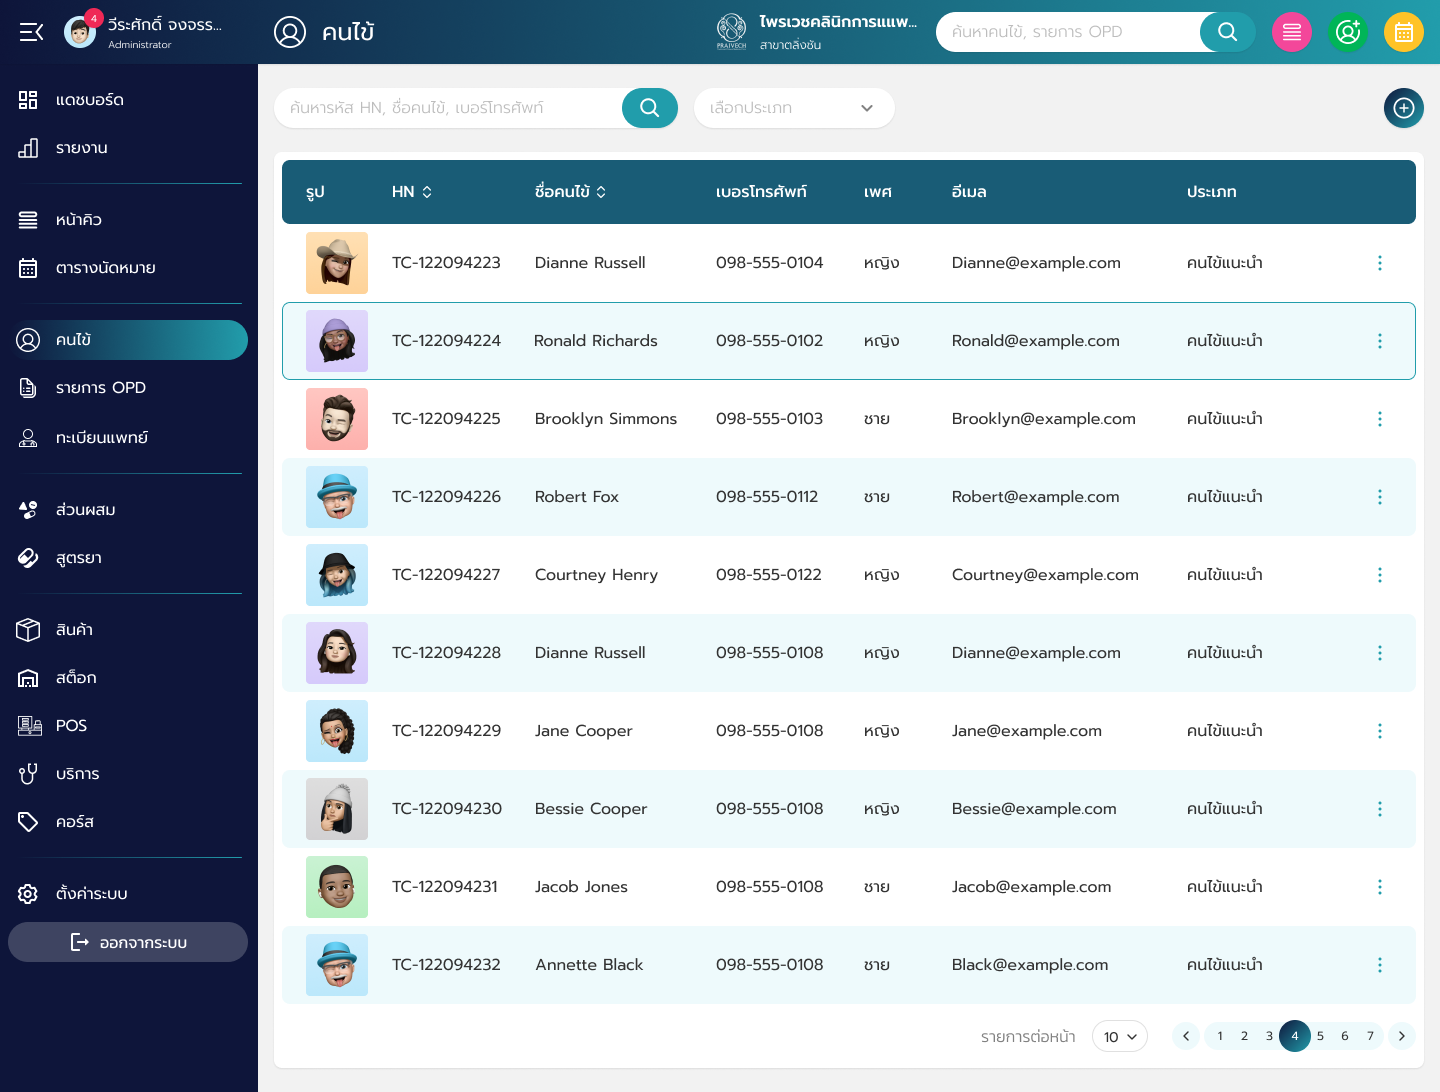 4
วีระศักดิ์ จงจรร...
Administrator
คนไข้
PRAIVECH
ไพรเวชคลินิกการแแพ...
สาขาตลิ่งชัน
ค้นหาคนไข้, รายการ OPD
แดชบอร์ด
รายงาน
หน้าคิว
ตารางนัดหมาย
คนไข้
รายการ OPD
ทะเบียนแพทย์
ส่วนผสม
สูตรยา
สินค้า
สต็อก
POS
บริการ
คอร์ส
ตั้งค่าระบบ
ออกจากระบบ
ค้นหารหัส HN, ชื่อคนไข้, เบอร์โทรศัพท์
เลือกประเภท
รูป HN ชื่อคนไข้ เบอรโทรศัพท์ เพศ อีเมล ประเภท
TC-122094223 Dianne Russell 098-555-0104 หญิง Dianne@example.com คนไข้แนะนำ
TC-122094224 Ronald Richards 098-555-0102 หญิง Ronald@example.com คนไข้แนะนำ
TC-122094225 Brooklyn Simmons 098-555-0103 ชาย Brooklyn@example.com คนไข้แนะนำ
TC-122094226 Robert Fox 098-555-0112 ชาย Robert@example.com คนไข้แนะนำ
TC-122094227 Courtney Henry 098-555-0122 หญิง Courtney@example.com คนไข้แนะนำ
TC-122094228 Dianne Russell 098-555-0108 หญิง Dianne@example.com คนไข้แนะนำ
TC-122094229 Jane Cooper 098-555-0108 หญิง Jane@example.com คนไข้แนะนำ
TC-122094230 Bessie Cooper 098-555-0108 หญิง Bessie@example.com คนไข้แนะนำ
TC-122094231 Jacob Jones 098-555-0108 ชาย Jacob@example.com คนไข้แนะนำ
TC-122094232 Annette Black 098-555-0108 ชาย Black@example.com คนไข้แนะนำ
รายการต่อหน้า 10 1 2 3 4 5 6 7